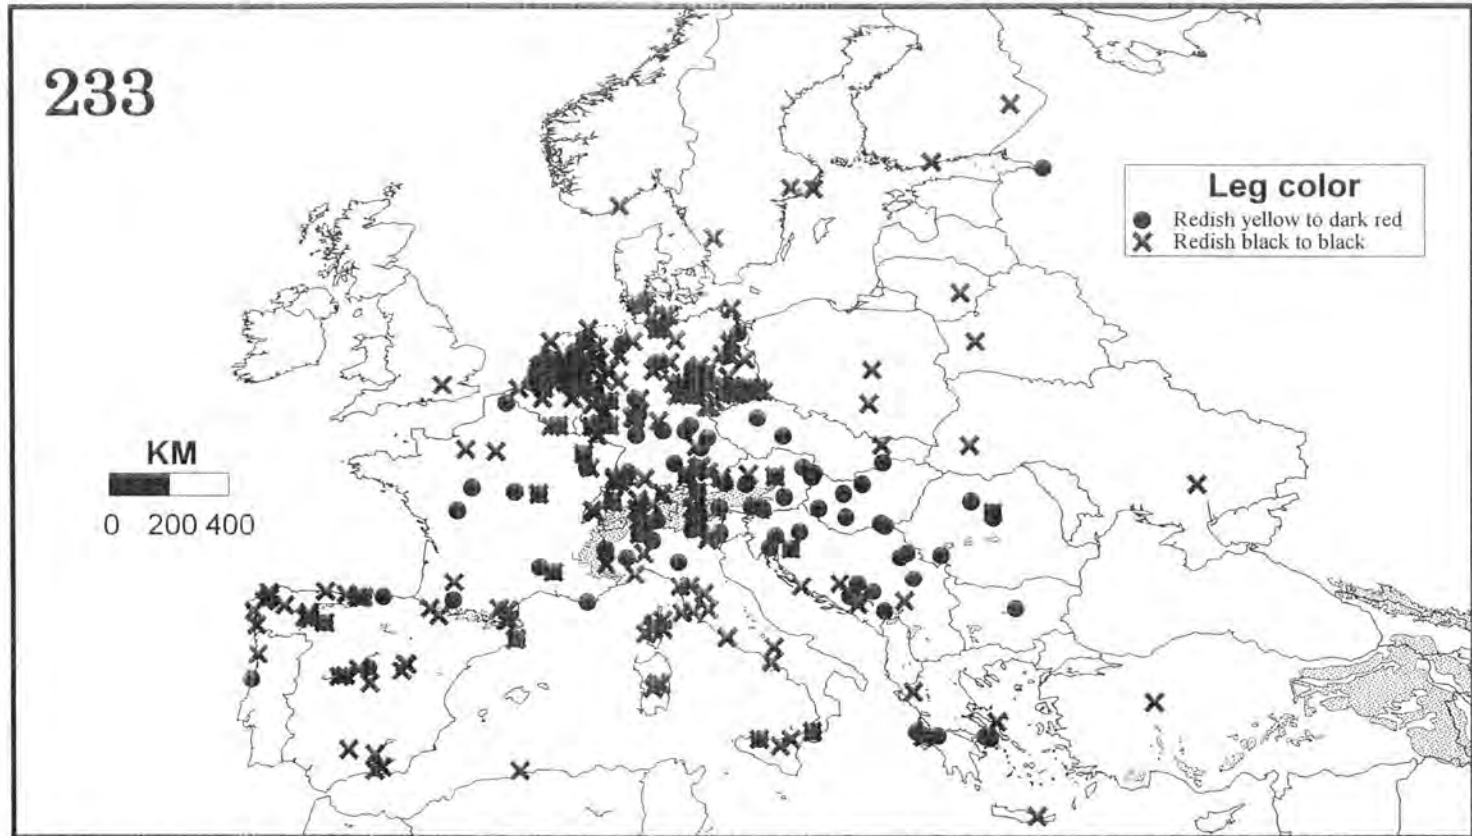 233
Leg color
Redish yellow to dark red
Redish black to black
KM
0 200 400